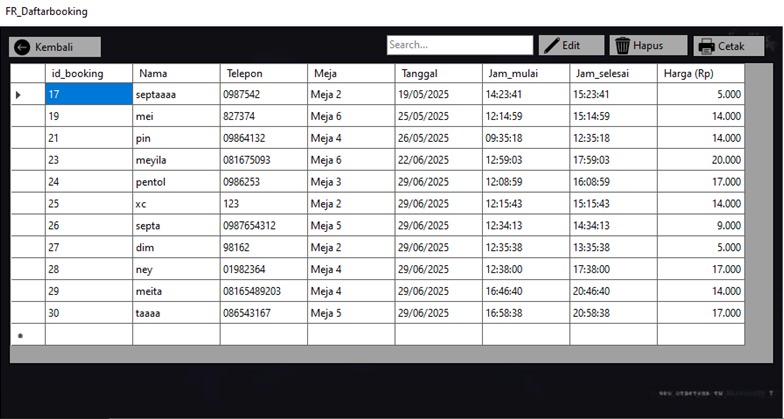 FR_Daftarbooking
Kembali Search... Edit Hapus Cetak
id_booking Nama Telepon Meja Tanggal Jam_mulai Jam_selesai Harga (Rp)
17 septaaaa 0987542 Meja 2 19/05/2025 14:23:41 15:23:41 5.000
19 mei 827374 Meja 6 25/05/2025 12:14:59 15:14:59 14.000
21 pin 09864132 Meja 4 26/05/2025 09:35:18 12:35:18 14.000
23 meyila 081675093 Meja 6 22/06/2025 12:59:03 17:59:03 20.000
24 pentol 0986253 Meja 3 29/06/2025 12:08:59 16:08:59 17.000
25 xc 123 Meja 2 29/06/2025 12:15:43 15:15:43 14.000
26 septa 0987654312 Meja 5 29/06/2025 12:34:13 14:34:13 9.000
27 dim 98162 Meja 2 29/06/2025 12:35:38 13:35:38 5.000
28 ney 01982364 Meja 4 29/06/2025 12:38:00 17:38:00 17.000
29 meita 08165489203 Meja 4 29/06/2025 16:46:40 20:46:40 14.000
30 taaaa 086543167 Meja 5 29/06/2025 16:58:38 20:58:38 17.000